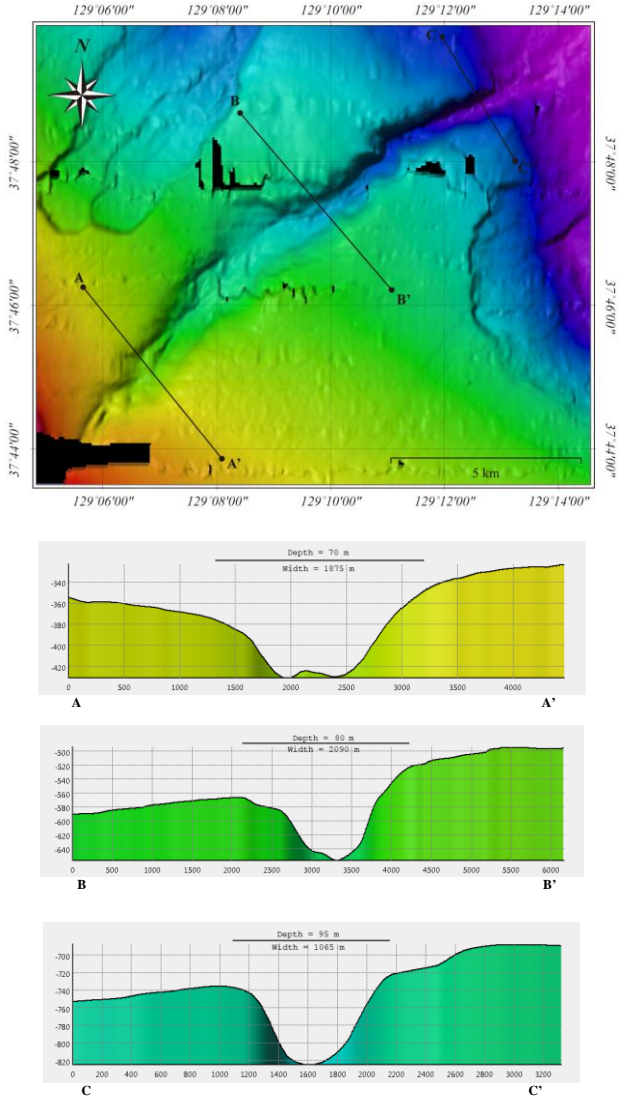 129°06'00" 129°08'00" 129°10'00" 129°12'00" 129°14'00"
N
C
B
37°48'00" 37°48'00"
C
A
B'
37°46'00" 37°46'00"
37°44'00" 37°44'00"
A'
5 km
129°06'00" 129°08'00" 129°10'00" 129°12'00" 129°14'00"
Depth = 70 m
Width = 1875 m
-340
-360
-380
-400
-420
0 500 1000 1500 2000 2500 3000 3500 4000
A A'
Depth = 80 m
Width = 2090 m
-500
-520
-540
-560
-580
-600
-620
-640
0 500 1000 1500 2000 2500 3000 3500 4000 4500 5000 5500 6000
B B'
Depth = 95 m
Width = 1065 m
-700
-720
-740
-760
-780
-800
-820
0 200 400 600 800 1000 1200 1400 1600 1800 2000 2200 2400 2600 2800 3000 3200
C C'